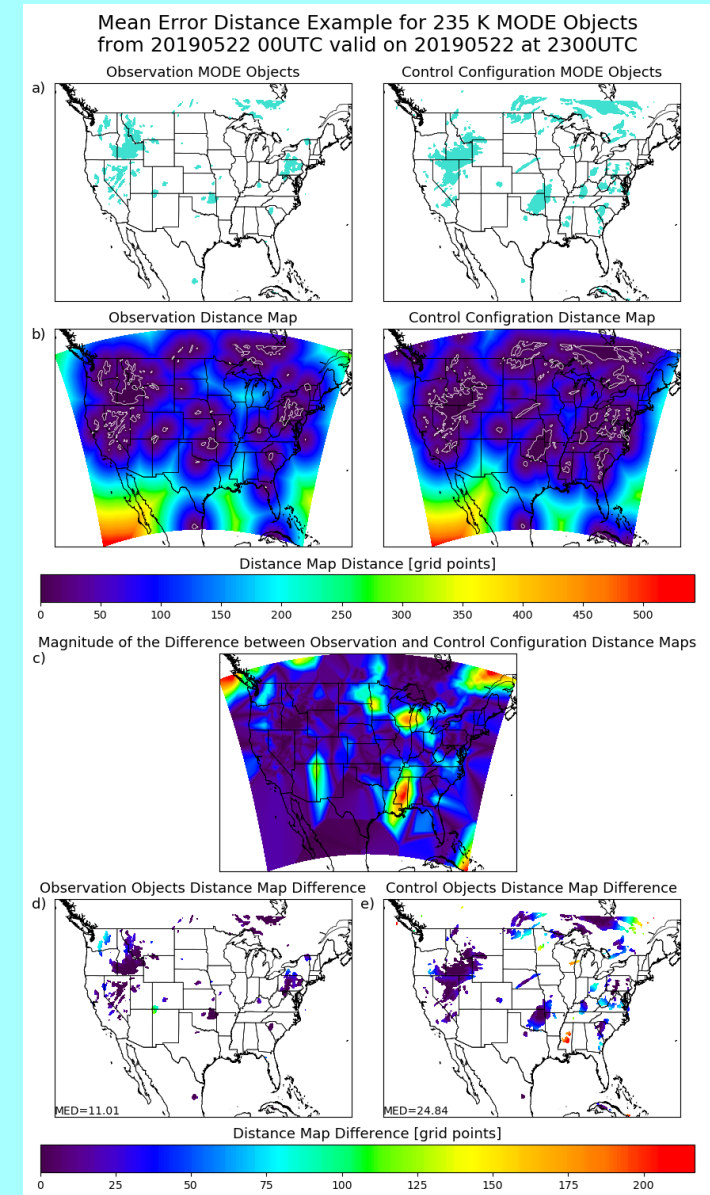 Mean Error Distance Example for 235 K MODE Objects
from 20190522 00UTC valid on 20190522 at 2300UTC
Observation MODE Objects
Control Configuration MODE Objects
a)
Observation Distance Map
Control Configration Distance Map
b)
Distance Map Distance [grid points]
0 50 100 150 200 250 300 350 400 450 500
Magnitude of the Difference between Observation and Control Configuration Distance Maps
c)
Observation Objects Distance Map Difference
Control Objects Distance Map Difference
d)
e)
MED=11.01
MED=24.84
Distance Map Difference [grid points]
0 25 50 75 100 125 150 175 200